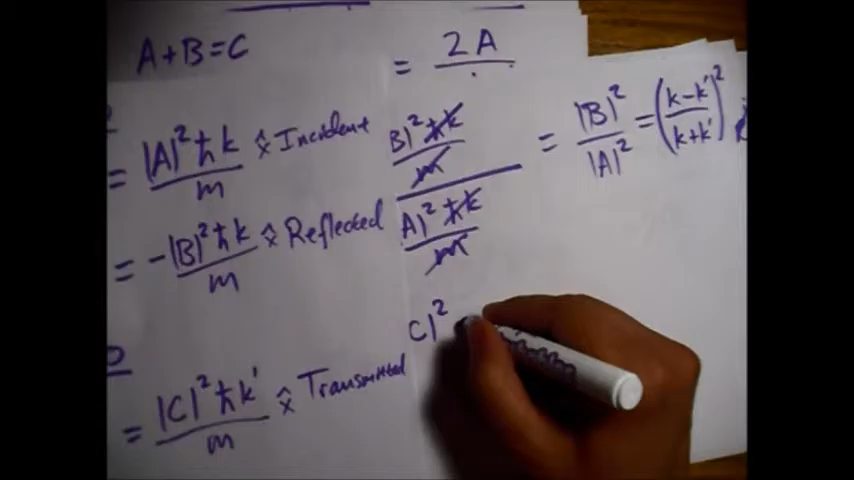 A+B=C
= 2A
= |A|² ħk / m x̂ Incident
B|² ħk / m
A|² ħk / m
= |B|² / |A|² = (k-k' / k+k')²
= -|B|² ħk / m x̂ Reflected
C|²
= |C|² ħk' / m x̂ Transmitted